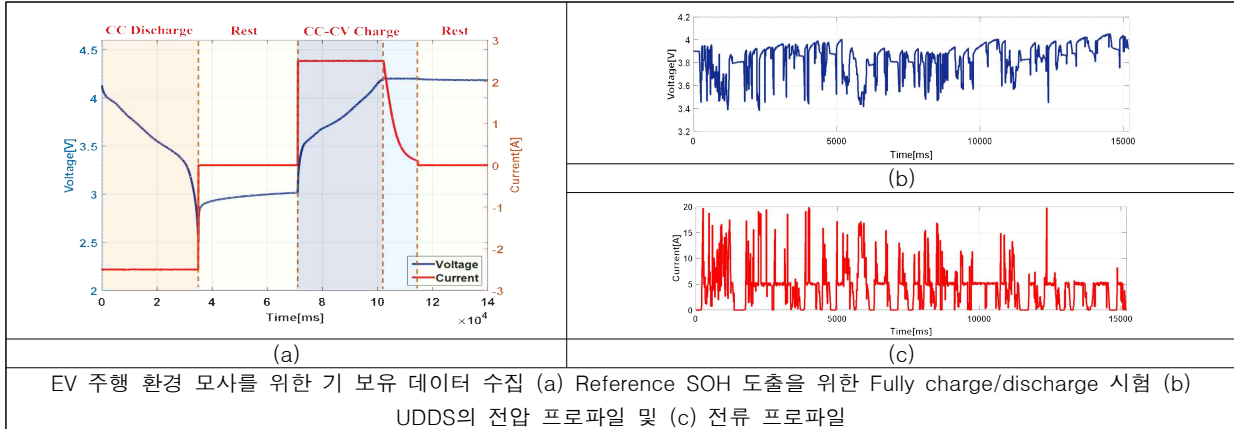 CC Discharge Rest CC-CV Charge Rest
4.5
4
3.5
3
2.5
2
Voltage[V]
3
2
1
0
-1
-2
-3
Current[A]
Voltage
Current
0 2 4 6 8 10 12 14
Time[ms]
×10^4
(a)
4.2
4
3.8
3.6
3.4
3.2
Voltage[V]
0 5000 10000 15000
Time[ms]
(b)
20
15
10
5
0
Current[A]
0 5000 10000 15000
Time[ms]
(c)
EV 주행 환경 모사를 위한 기 보유 데이터 수집 (a) Reference SOH 도출을 위한 Fully charge/discharge 시험 (b)
UDDS의 전압 프로파일 및 (c) 전류 프로파일